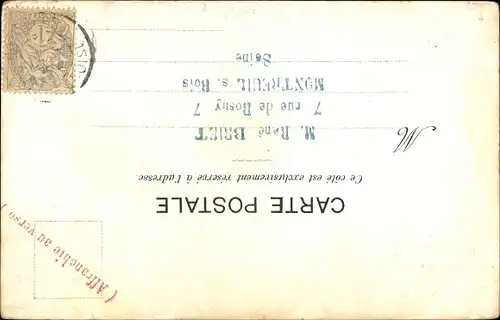 CARTE POSTALE
Ce côté est exclusivement réservé à l'adresse
M
M. René BRIET
7 rue de Rosny 7
MONTREUIL s. Bois
Seine
( Affranchie au verso )